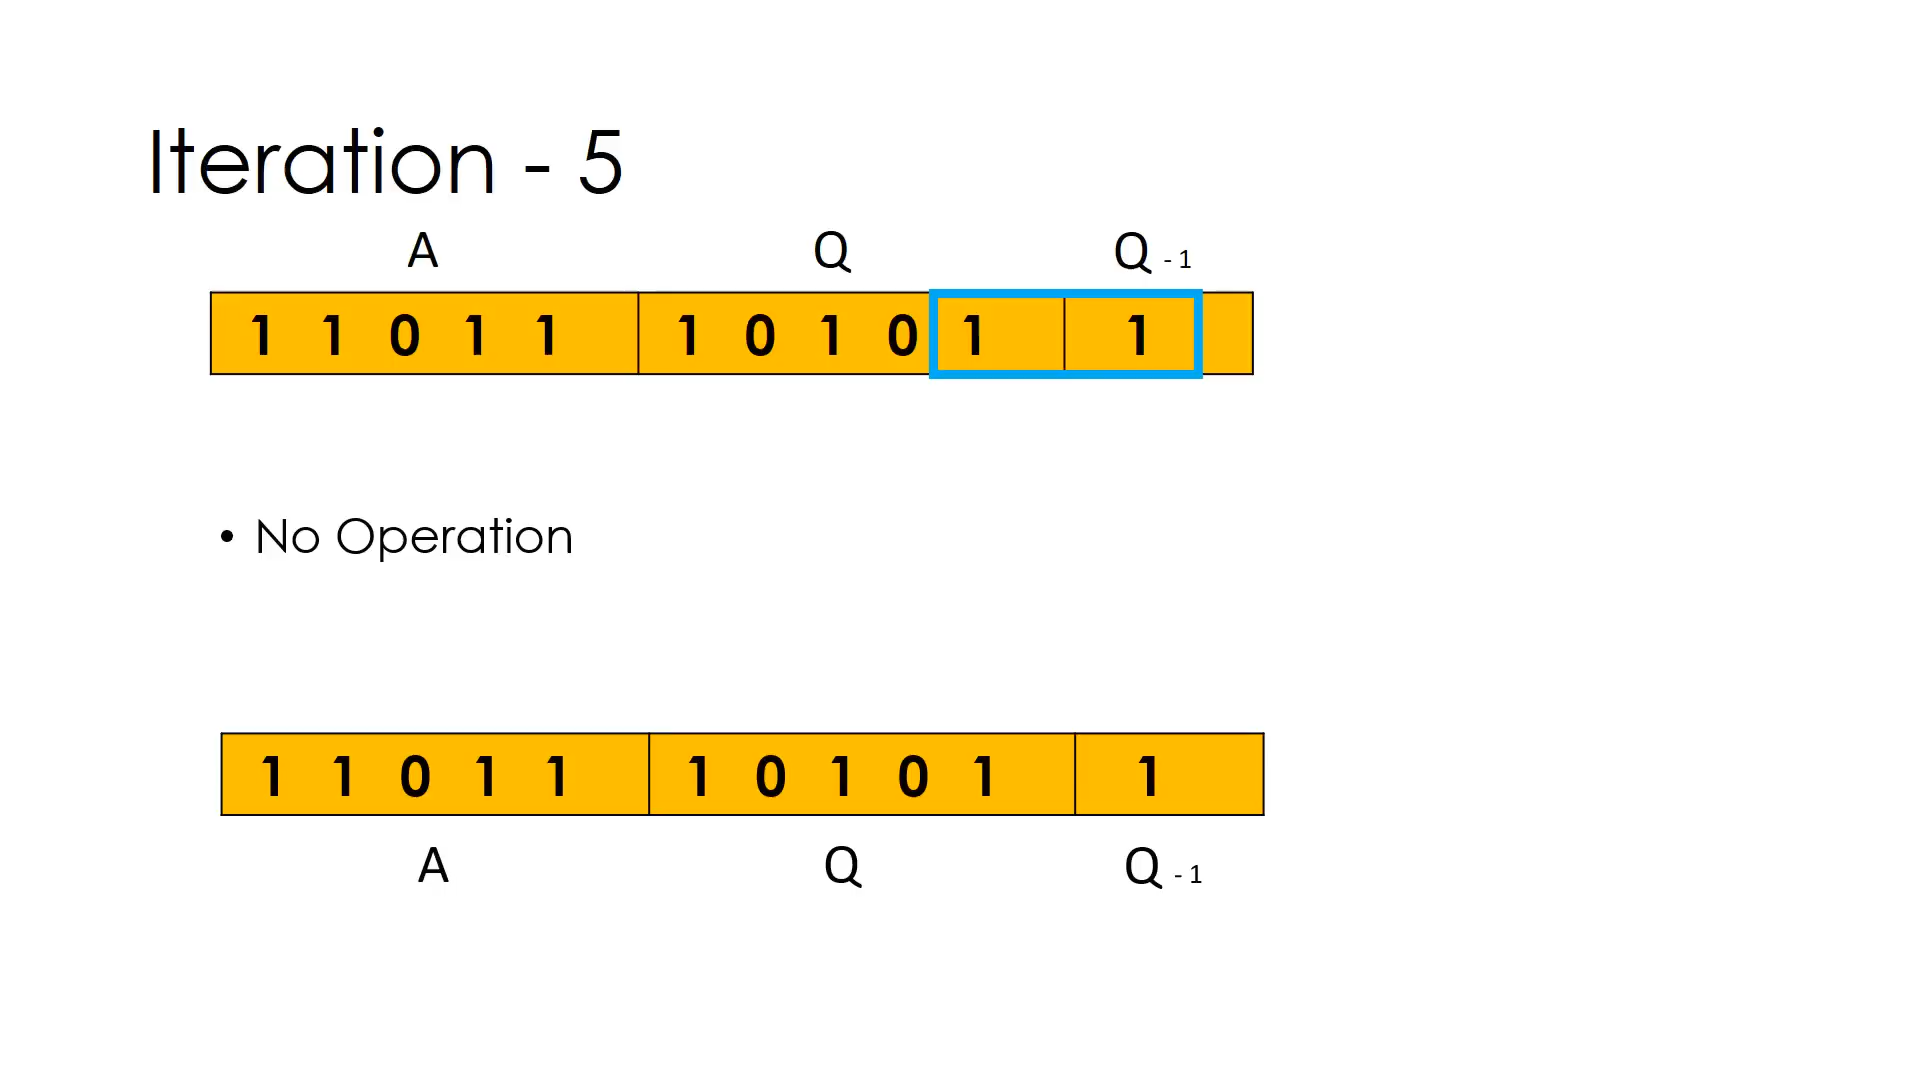 Iteration - 5
A Q Q - 1
1 1 0 1 1 1 0 1 0 1 1
• No Operation
1 1 0 1 1 1 0 1 0 1 1
A Q Q - 1